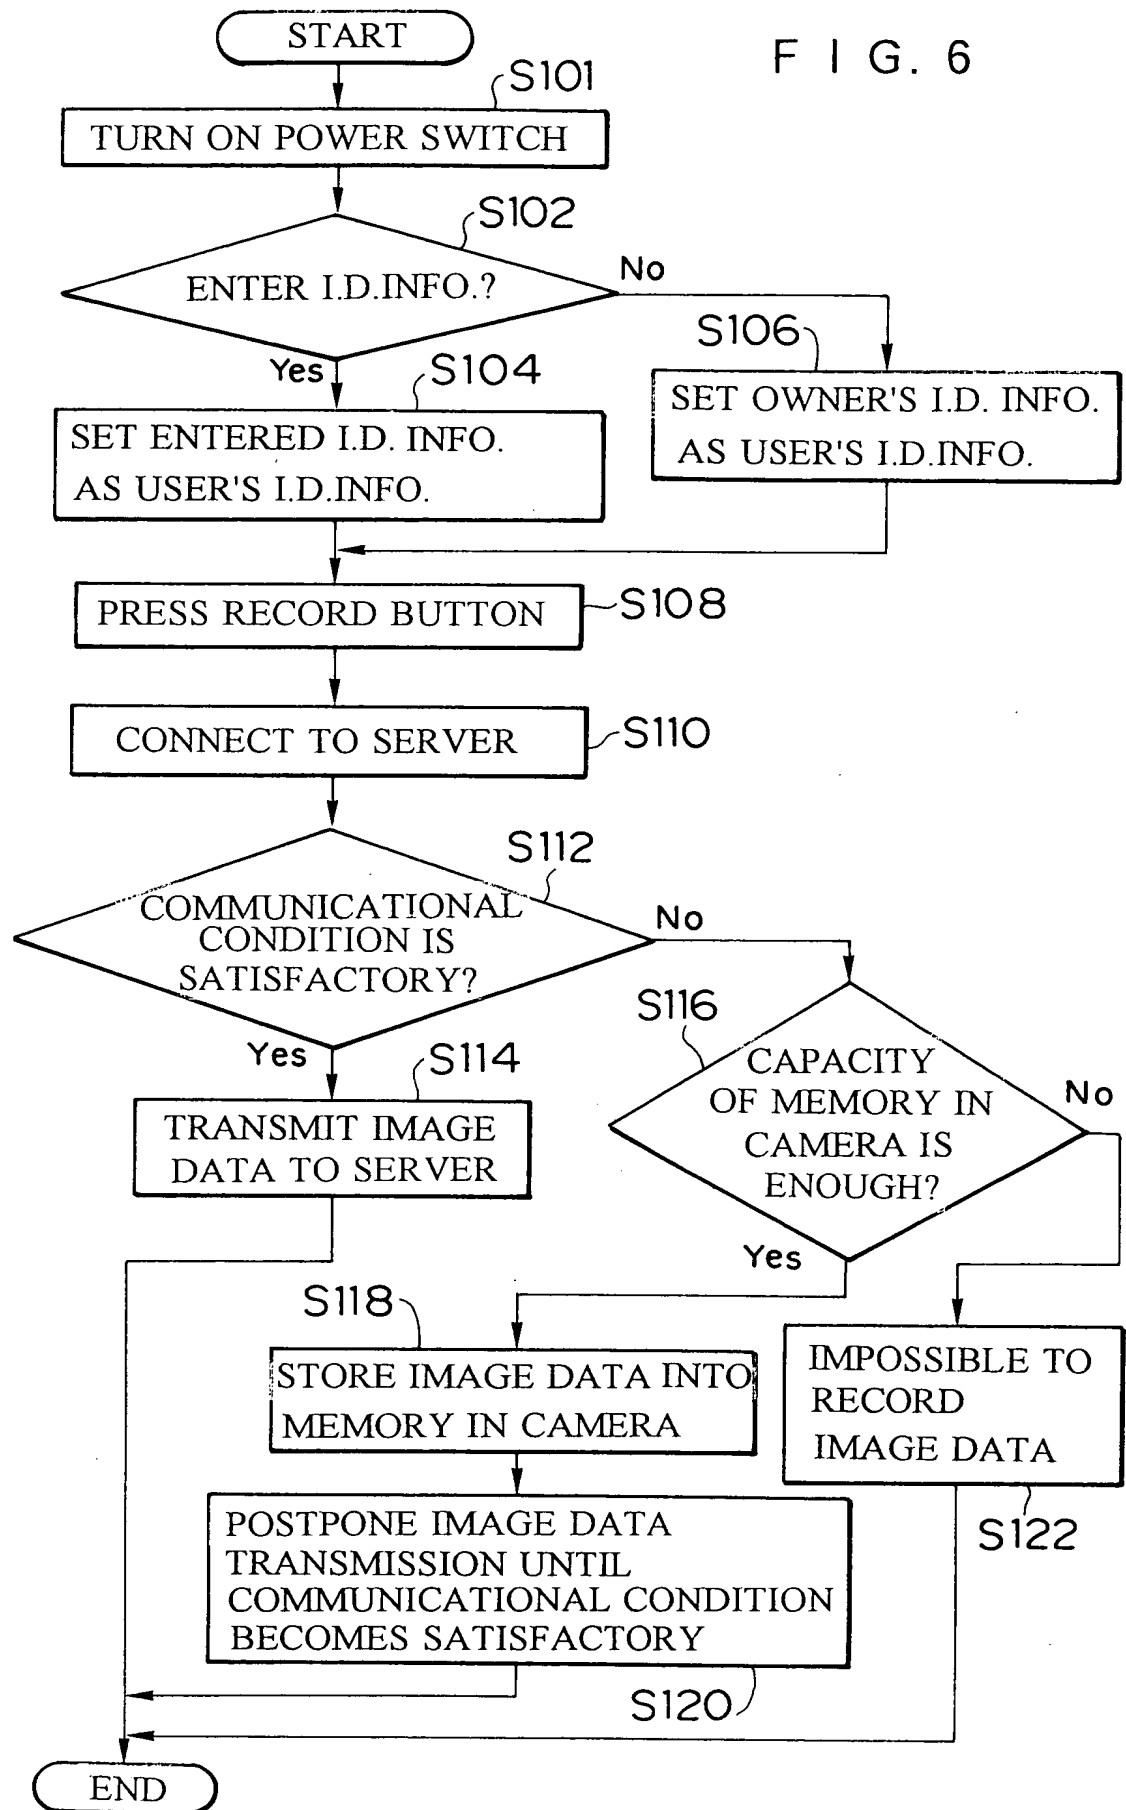 START
F I G. 6
S101
TURN ON POWER SWITCH
S102
ENTER I.D.INFO.?
No
Yes
S104
S106
SET ENTERED I.D. INFO.
AS USER'S I.D.INFO.
SET OWNER'S I.D. INFO.
AS USER'S I.D.INFO.
PRESS RECORD BUTTON
S108
CONNECT TO SERVER
S110
S112
COMMUNICATIONAL
CONDITION IS
SATISFACTORY?
No
Yes
S114
TRANSMIT IMAGE
DATA TO SERVER
S116
CAPACITY
OF MEMORY IN
CAMERA IS
ENOUGH?
No
Yes
S118
STORE IMAGE DATA INTO
MEMORY IN CAMERA
IMPOSSIBLE TO
RECORD
IMAGE DATA
S122
POSTPONE IMAGE DATA
TRANSMISSION UNTIL
COMMUNICATIONAL CONDITION
BECOMES SATISFACTORY
S120
END